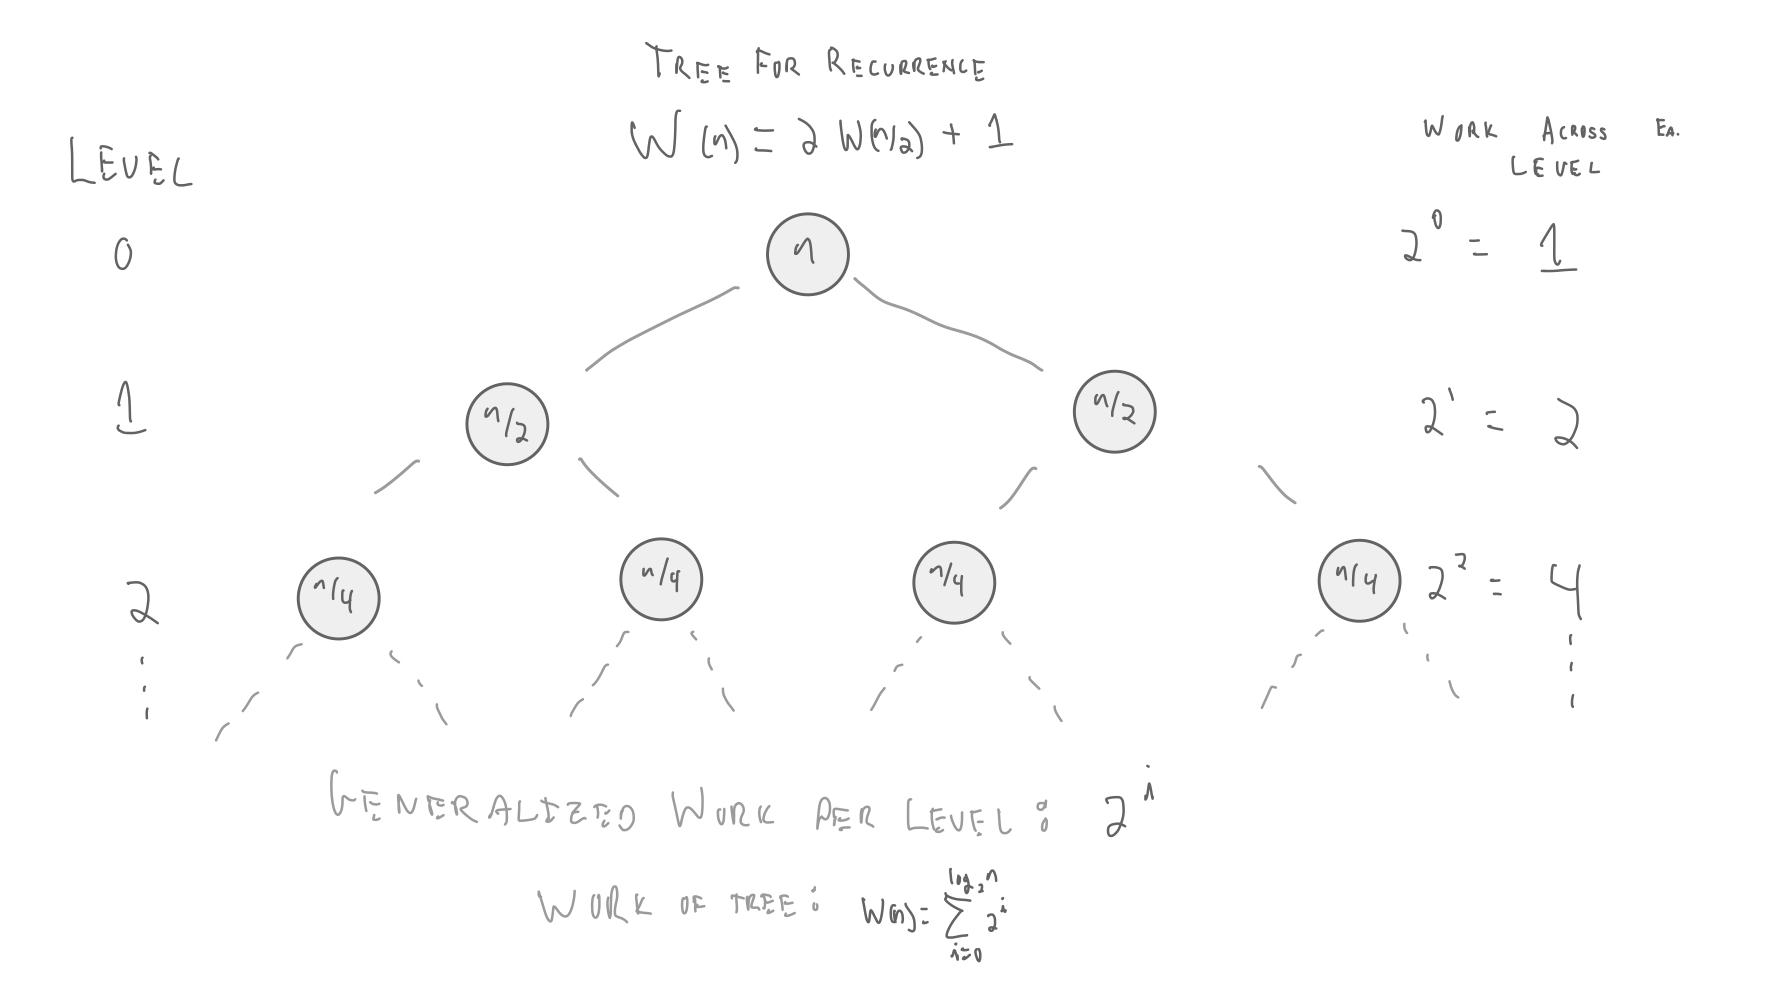 TREE FOR RECURRENCE
W(n) = 2 W(n/2) + 1
LEVEL
WORK ACROSS EA.
LEVEL
0
n
2^0 = 1
1
n/2
n/2
2^1 = 2
2
n/4
n/4
n/4
n/4
2^2 = 4
GENERALIZED WORK PER LEVEL: 2^i
WORK OF TREE: W(n) = ∑_{i=0}^{log_2 n} 2^i